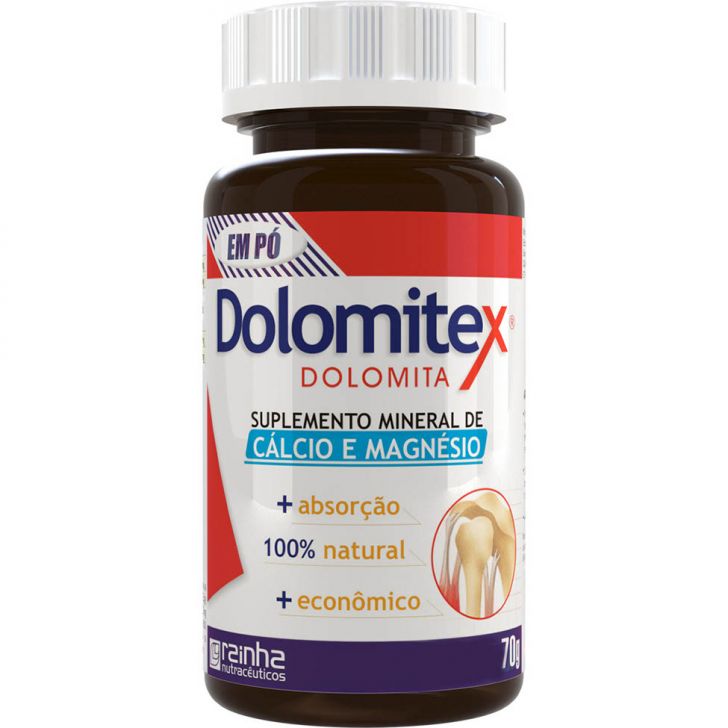 EM PÓ
Dolomitex®
DOLOMITA
SUPLEMENTO MINERAL DE
CÁLCIO E MAGNÉSIO
+ absorção
100% natural
+ econômico
rainha
nutracêuticos
70g